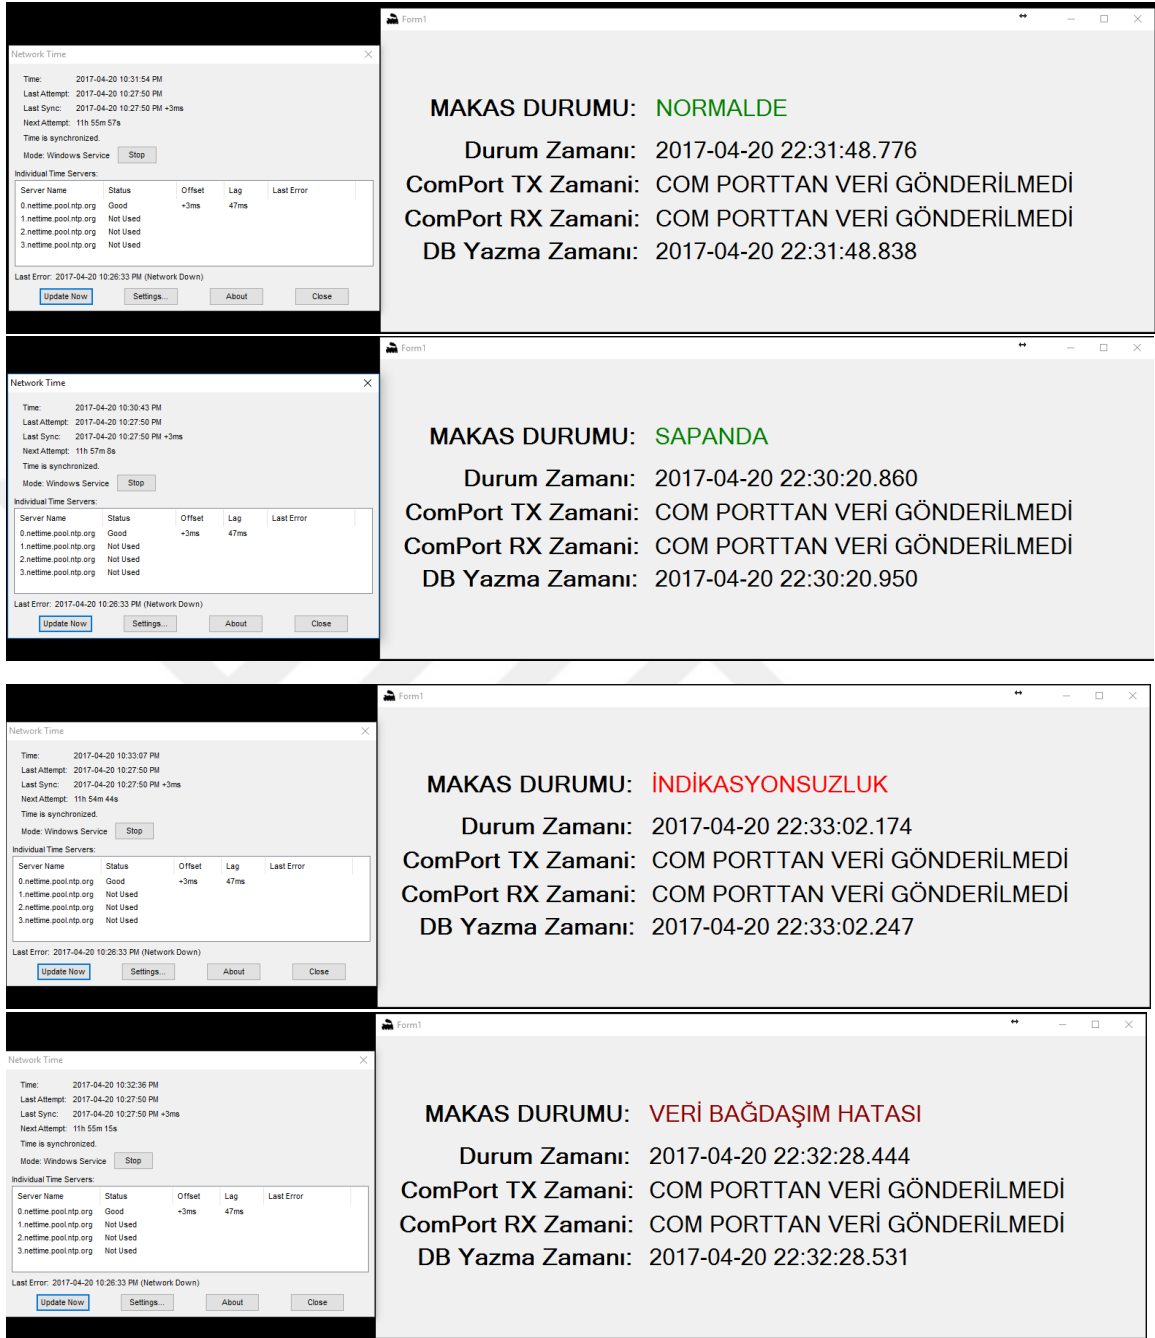 Form1
Network Time
Time: 2017-04-20 10:31:54 PM
Last Attempt: 2017-04-20 10:27:50 PM
Last Sync: 2017-04-20 10:27:50 PM +3ms
Next Attempt: 11h 55m 57s
Time is synchronized.
Mode: Windows Service Stop
Individual Time Servers:
Server Name Status Offset Lag Last Error
0.nettime.pool.ntp.org Good +3ms 47ms
1.nettime.pool.ntp.org Not Used
2.nettime.pool.ntp.org Not Used
3.nettime.pool.ntp.org Not Used
Last Error: 2017-04-20 10:26:33 PM (Network Down)
Update Now Settings... About Close
MAKAS DURUMU: NORMALDE
Durum Zamanı: 2017-04-20 22:31:48.776
ComPort TX Zamani: COM PORTTAN VERİ GÖNDERİLMEDİ
ComPort RX Zamani: COM PORTTAN VERİ GÖNDERİLMEDİ
DB Yazma Zamanı: 2017-04-20 22:31:48.838
Form1
Network Time
Time: 2017-04-20 10:30:43 PM
Last Attempt: 2017-04-20 10:27:50 PM
Last Sync: 2017-04-20 10:27:50 PM +3ms
Next Attempt: 11h 57m 8s
Time is synchronized.
Mode: Windows Service Stop
Individual Time Servers:
Server Name Status Offset Lag Last Error
0.nettime.pool.ntp.org Good +3ms 47ms
1.nettime.pool.ntp.org Not Used
2.nettime.pool.ntp.org Not Used
3.nettime.pool.ntp.org Not Used
Last Error: 2017-04-20 10:26:33 PM (Network Down)
Update Now Settings... About Close
MAKAS DURUMU: SAPANDA
Durum Zamanı: 2017-04-20 22:30:20.860
ComPort TX Zamani: COM PORTTAN VERİ GÖNDERİLMEDİ
ComPort RX Zamani: COM PORTTAN VERİ GÖNDERİLMEDİ
DB Yazma Zamanı: 2017-04-20 22:30:20.950
Form1
Network Time
Time: 2017-04-20 10:33:07 PM
Last Attempt: 2017-04-20 10:27:50 PM
Last Sync: 2017-04-20 10:27:50 PM +3ms
Next Attempt: 11h 54m 44s
Time is synchronized.
Mode: Windows Service Stop
Individual Time Servers:
Server Name Status Offset Lag Last Error
0.nettime.pool.ntp.org Good +3ms 47ms
1.nettime.pool.ntp.org Not Used
2.nettime.pool.ntp.org Not Used
3.nettime.pool.ntp.org Not Used
Last Error: 2017-04-20 10:26:33 PM (Network Down)
Update Now Settings... About Close
MAKAS DURUMU: İNDİKASYONSUZLUK
Durum Zamanı: 2017-04-20 22:33:02.174
ComPort TX Zamani: COM PORTTAN VERİ GÖNDERİLMEDİ
ComPort RX Zamani: COM PORTTAN VERİ GÖNDERİLMEDİ
DB Yazma Zamanı: 2017-04-20 22:33:02.247
Form1
Network Time
Time: 2017-04-20 10:32:36 PM
Last Attempt: 2017-04-20 10:27:50 PM
Last Sync: 2017-04-20 10:27:50 PM +3ms
Next Attempt: 11h 55m 15s
Time is synchronized.
Mode: Windows Service Stop
Individual Time Servers:
Server Name Status Offset Lag Last Error
0.nettime.pool.ntp.org Good +3ms 47ms
1.nettime.pool.ntp.org Not Used
2.nettime.pool.ntp.org Not Used
3.nettime.pool.ntp.org Not Used
Last Error: 2017-04-20 10:26:33 PM (Network Down)
Update Now Settings... About Close
MAKAS DURUMU: VERİ BAĞDAŞIM HATASI
Durum Zamanı: 2017-04-20 22:32:28.444
ComPort TX Zamani: COM PORTTAN VERİ GÖNDERİLMEDİ
ComPort RX Zamani: COM PORTTAN VERİ GÖNDERİLMEDİ
DB Yazma Zamanı: 2017-04-20 22:32:28.531